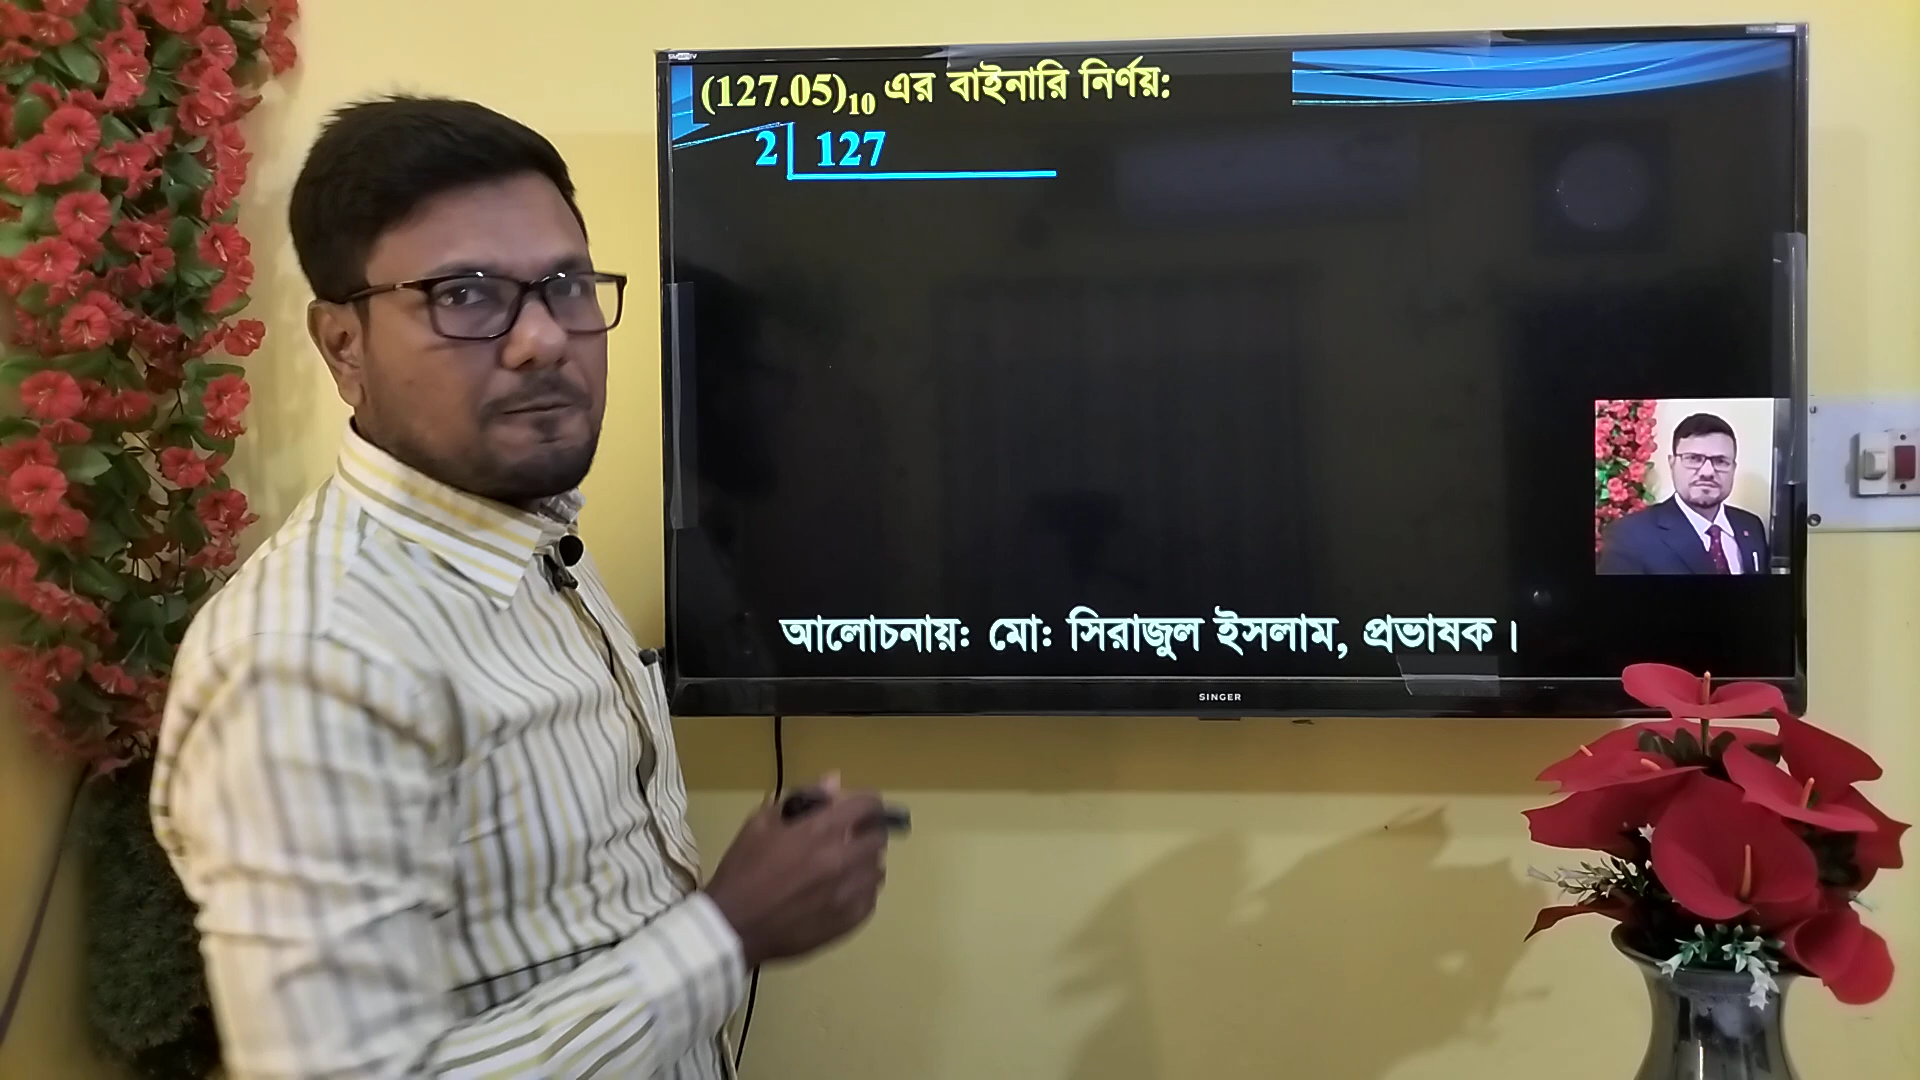 (127.05)10 এর বাইনারি নির্ণয়:
2 127
আলোচনায়ঃ মোঃ সিরাজুল ইসলাম, প্রভাষক।
SINGER